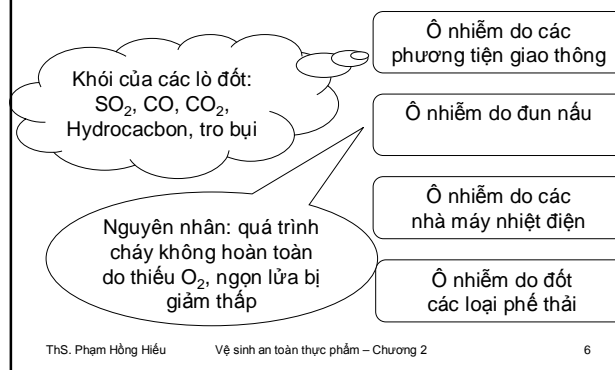 Khói của các lò đốt:
SO₂, CO, CO₂,
Hydrocacbon, tro bụi
Ô nhiễm do các
phương tiện giao thông
Ô nhiễm do đun nấu
Nguyên nhân: quá trình
cháy không hoàn toàn
do thiếu O₂, ngọn lửa bị
giảm thấp
Ô nhiễm do các
nhà máy nhiệt điện
Ô nhiễm do đốt
các loại phế thải
ThS. Phạm Hồng Hiếu Vệ sinh an toàn thực phẩm – Chương 2 6